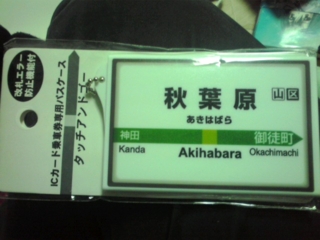 改札エラー
防止機能付
ICカード乗車券専用パスケース
タッチアンドゴー
秋葉原
山区
あきはばら
神田
御徒町
Kanda
Akihabara
Okachimachi